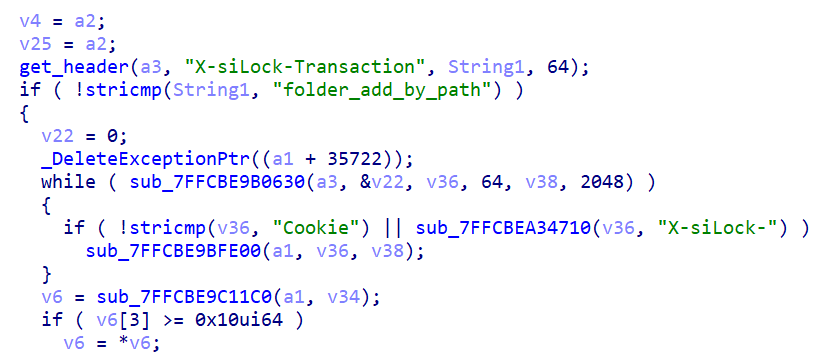 v4 = a2;
v25 = a2;
get_header(a3, "X-siLock-Transaction", String1, 64);
if ( !stricmp(String1, "folder_add_by_path") )
{
v22 = 0;
_DeleteExceptionPtr((a1 + 35722));
while ( sub_7FFCBE9B0630(a3, &v22, v36, 64, v38, 2048) )
{
if ( !stricmp(v36, "Cookie") || sub_7FFCBEA34710(v36, "X-siLock-") )
sub_7FFCBE9BFE00(a1, v36, v38);
}
v6 = sub_7FFCBE9C11C0(a1, v34);
if ( v6[3] >= 0x10ui64 )
v6 = *v6;